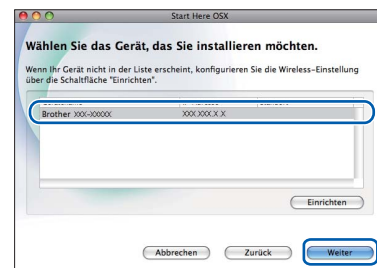 Start Here OSX
Wählen Sie das Gerät, das Sie installieren möchten.
Wenn Ihr Gerät nicht in der Liste erscheint, konfigurieren Sie die Wireless-Einstellung
über die Schaltfläche "Einrichten".
Brother XXX-XXXXX XXX.XXX.X.X
Einrichten
Abbrechen Zurück Weiter